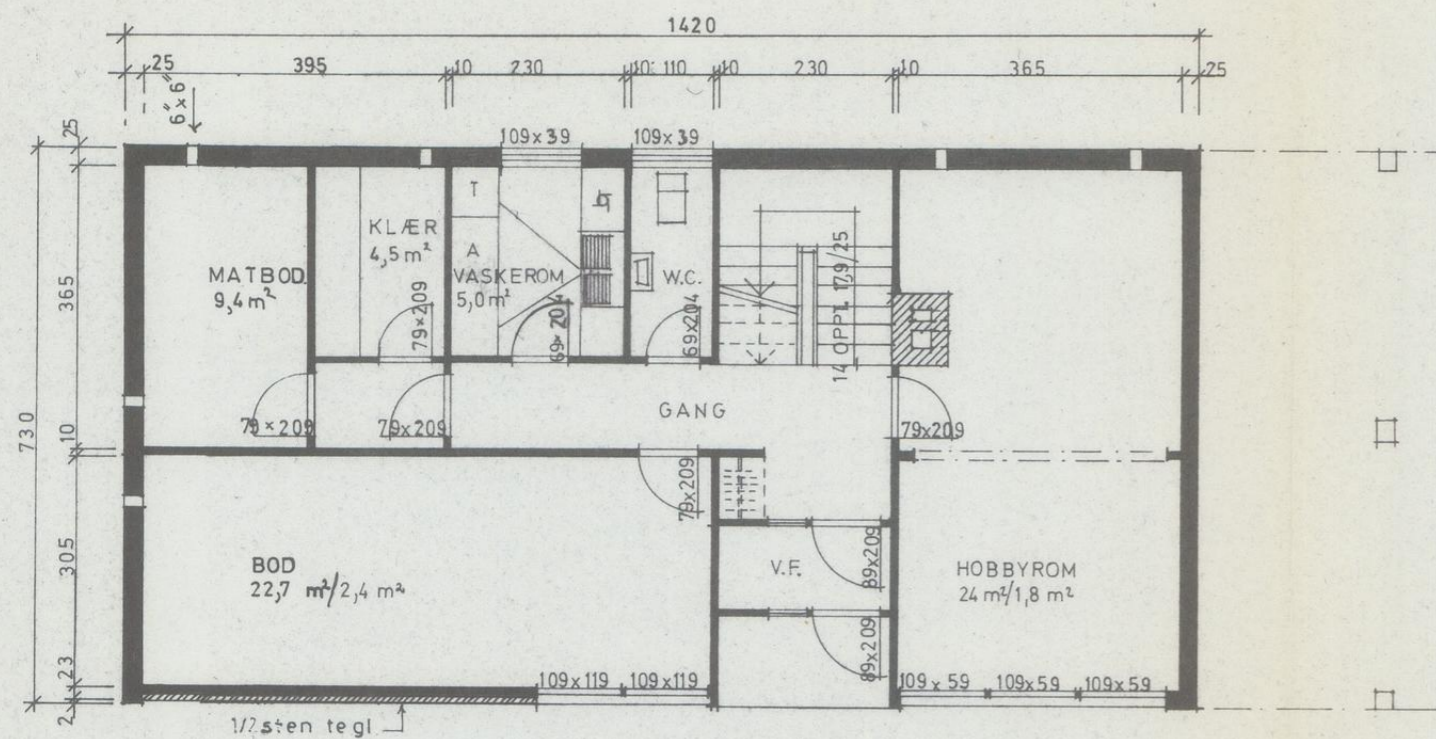 1420
25 395 10 230 10 110 10 230 10 365 25
6"x6"
25
365
730
10
305
23
2
109x39
109x39
KLÆR
4,5 m²
79x209
MATBOD
9,4 m²
79x209
79x209
T
A
VASKEROM
5,0 m²
69x204
W.C.
69x204
14 OPPT. 17,9/25
GANG
79x209
79x209
BOD
22,7 m²/2,4 m²
V.F.
89x209
89x209
HOBBYROM
24 m²/1,8 m²
109x119 109x119
109x59 109x59 109x59
1/2 sten tegl